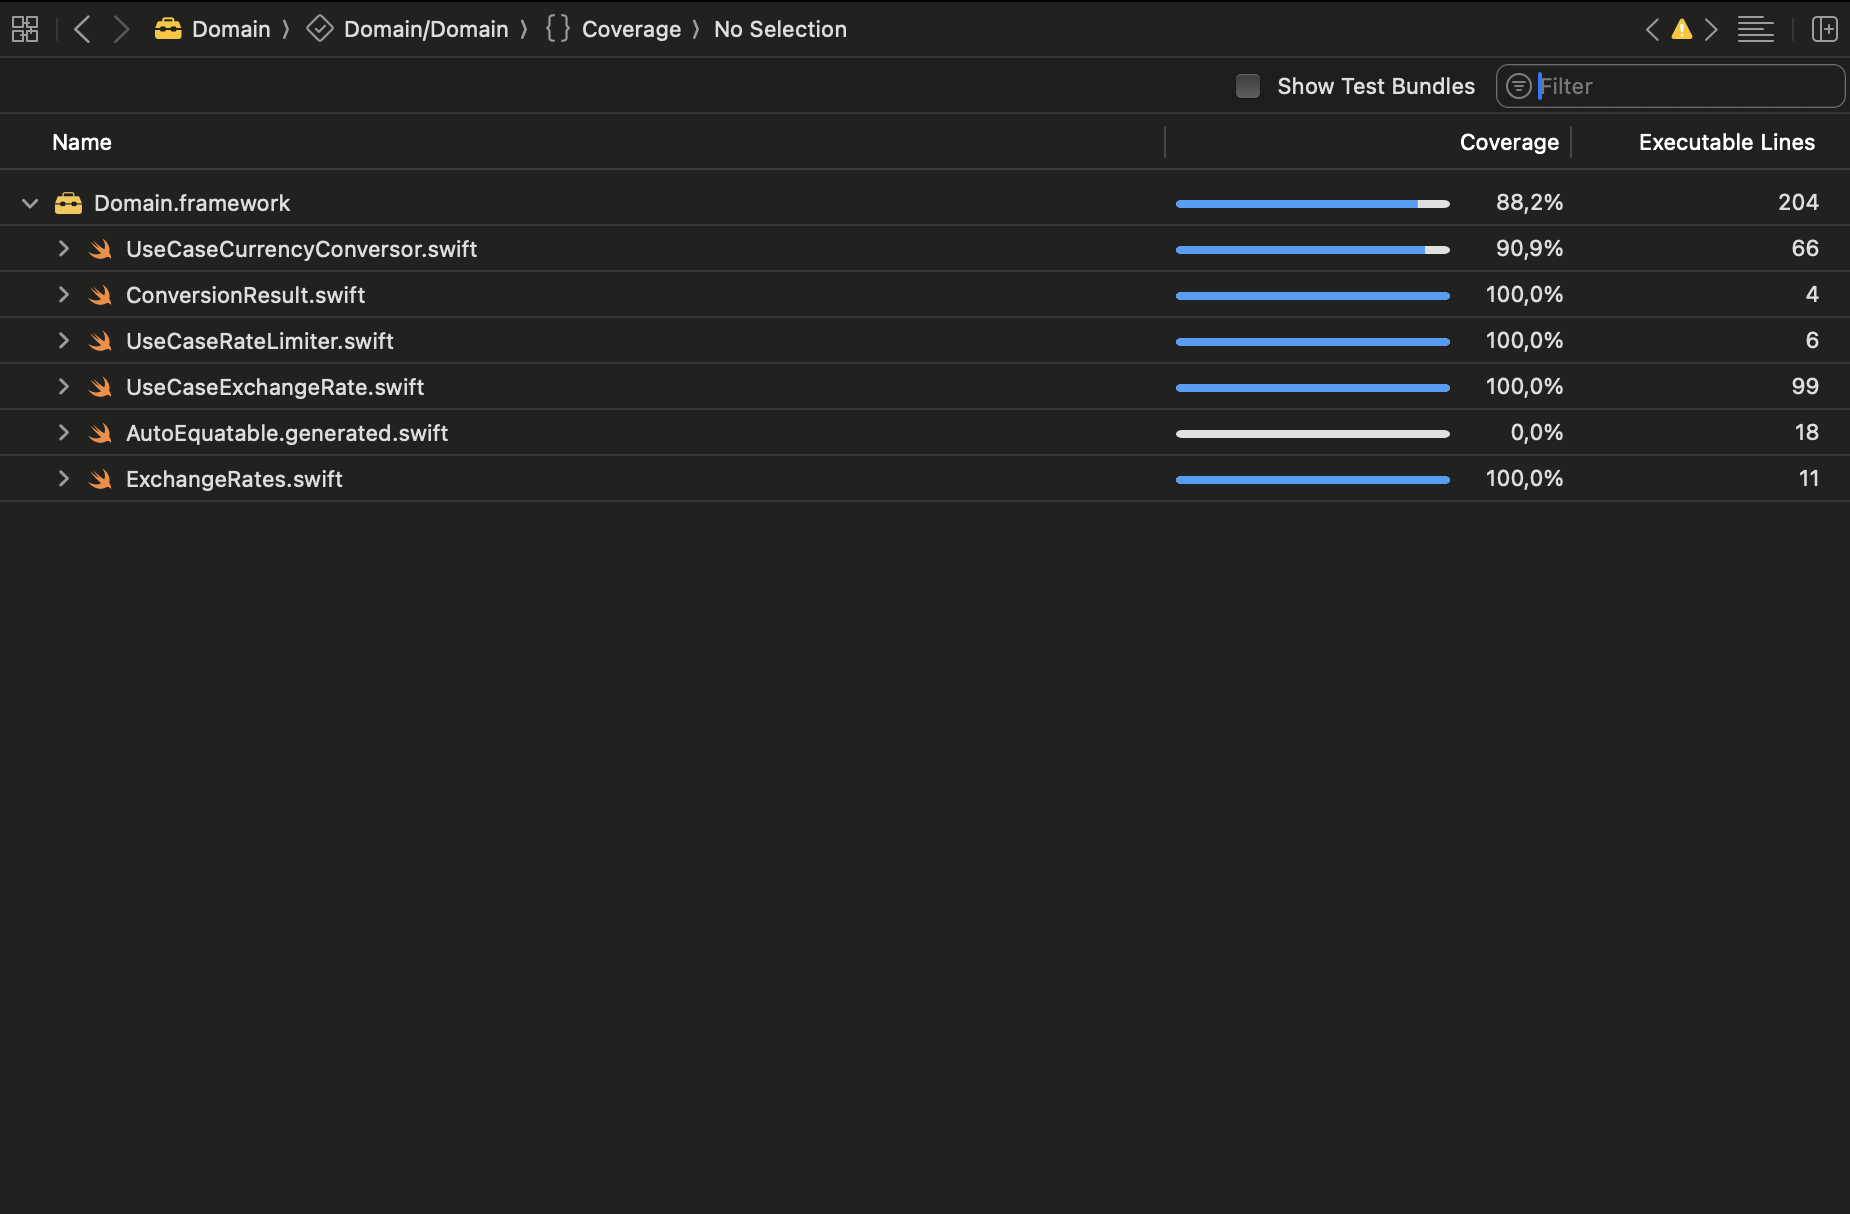 Domain 〉 Domain/Domain 〉 {} Coverage 〉 No Selection
Show Test Bundles Filter
Name Coverage Executable Lines
Domain.framework 88,2% 204
UseCaseCurrencyConversor.swift 90,9% 66
ConversionResult.swift 100,0% 4
UseCaseRateLimiter.swift 100,0% 6
UseCaseExchangeRate.swift 100,0% 99
AutoEquatable.generated.swift 0,0% 18
ExchangeRates.swift 100,0% 11